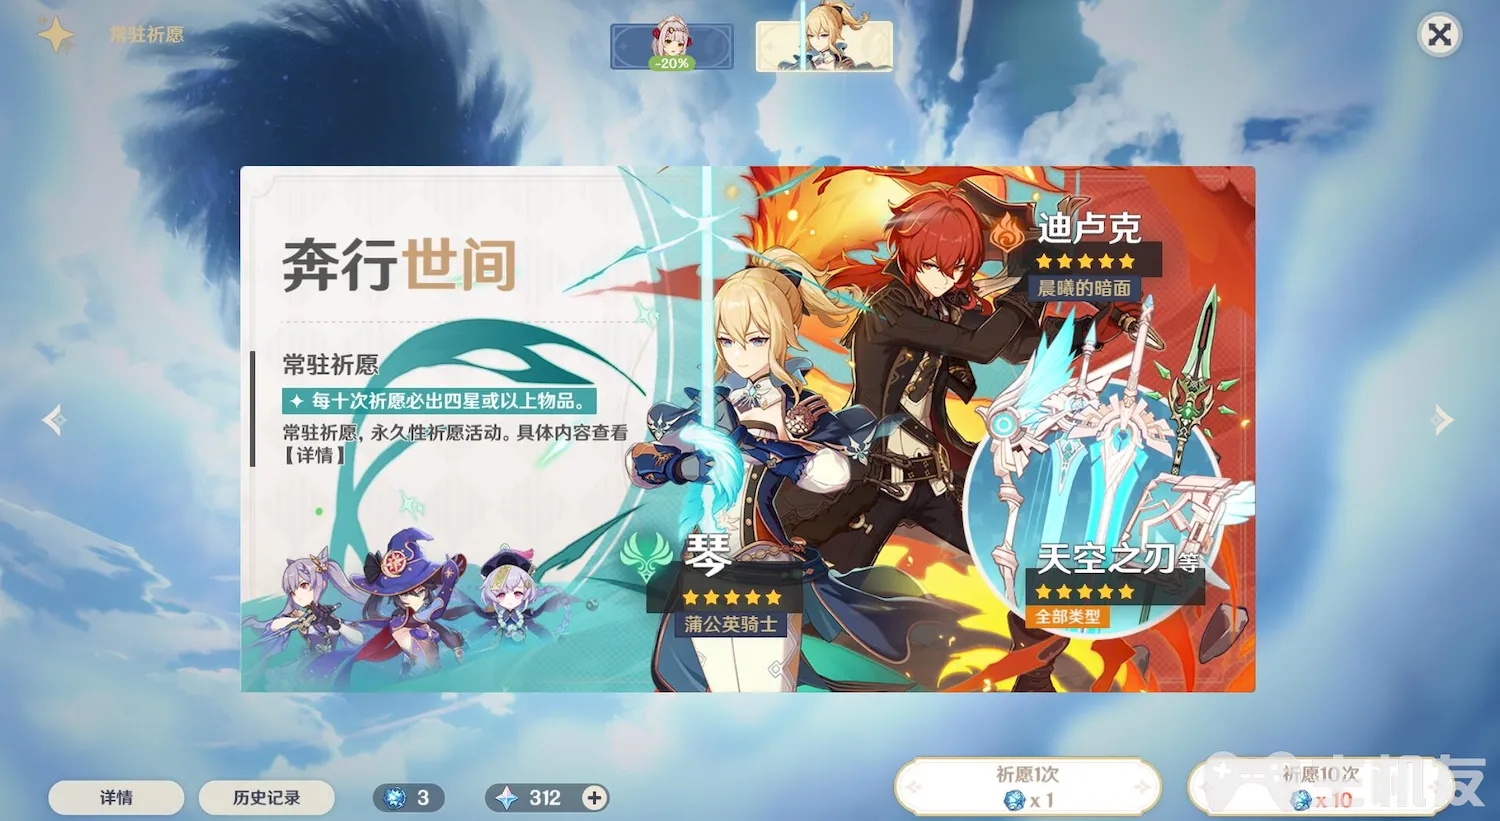 常驻祈愿
-20%
奔行世间
常驻祈愿
每十次祈愿必出四星或以上物品。
常驻祈愿，永久性祈愿活动。具体内容查看
【详情】
迪卢克
晨曦的暗面
琴
蒲公英骑士
天空之刃等
全部类型
详情
历史记录
3
312
祈愿1次
x 1
祈愿10次
x 10
主机友